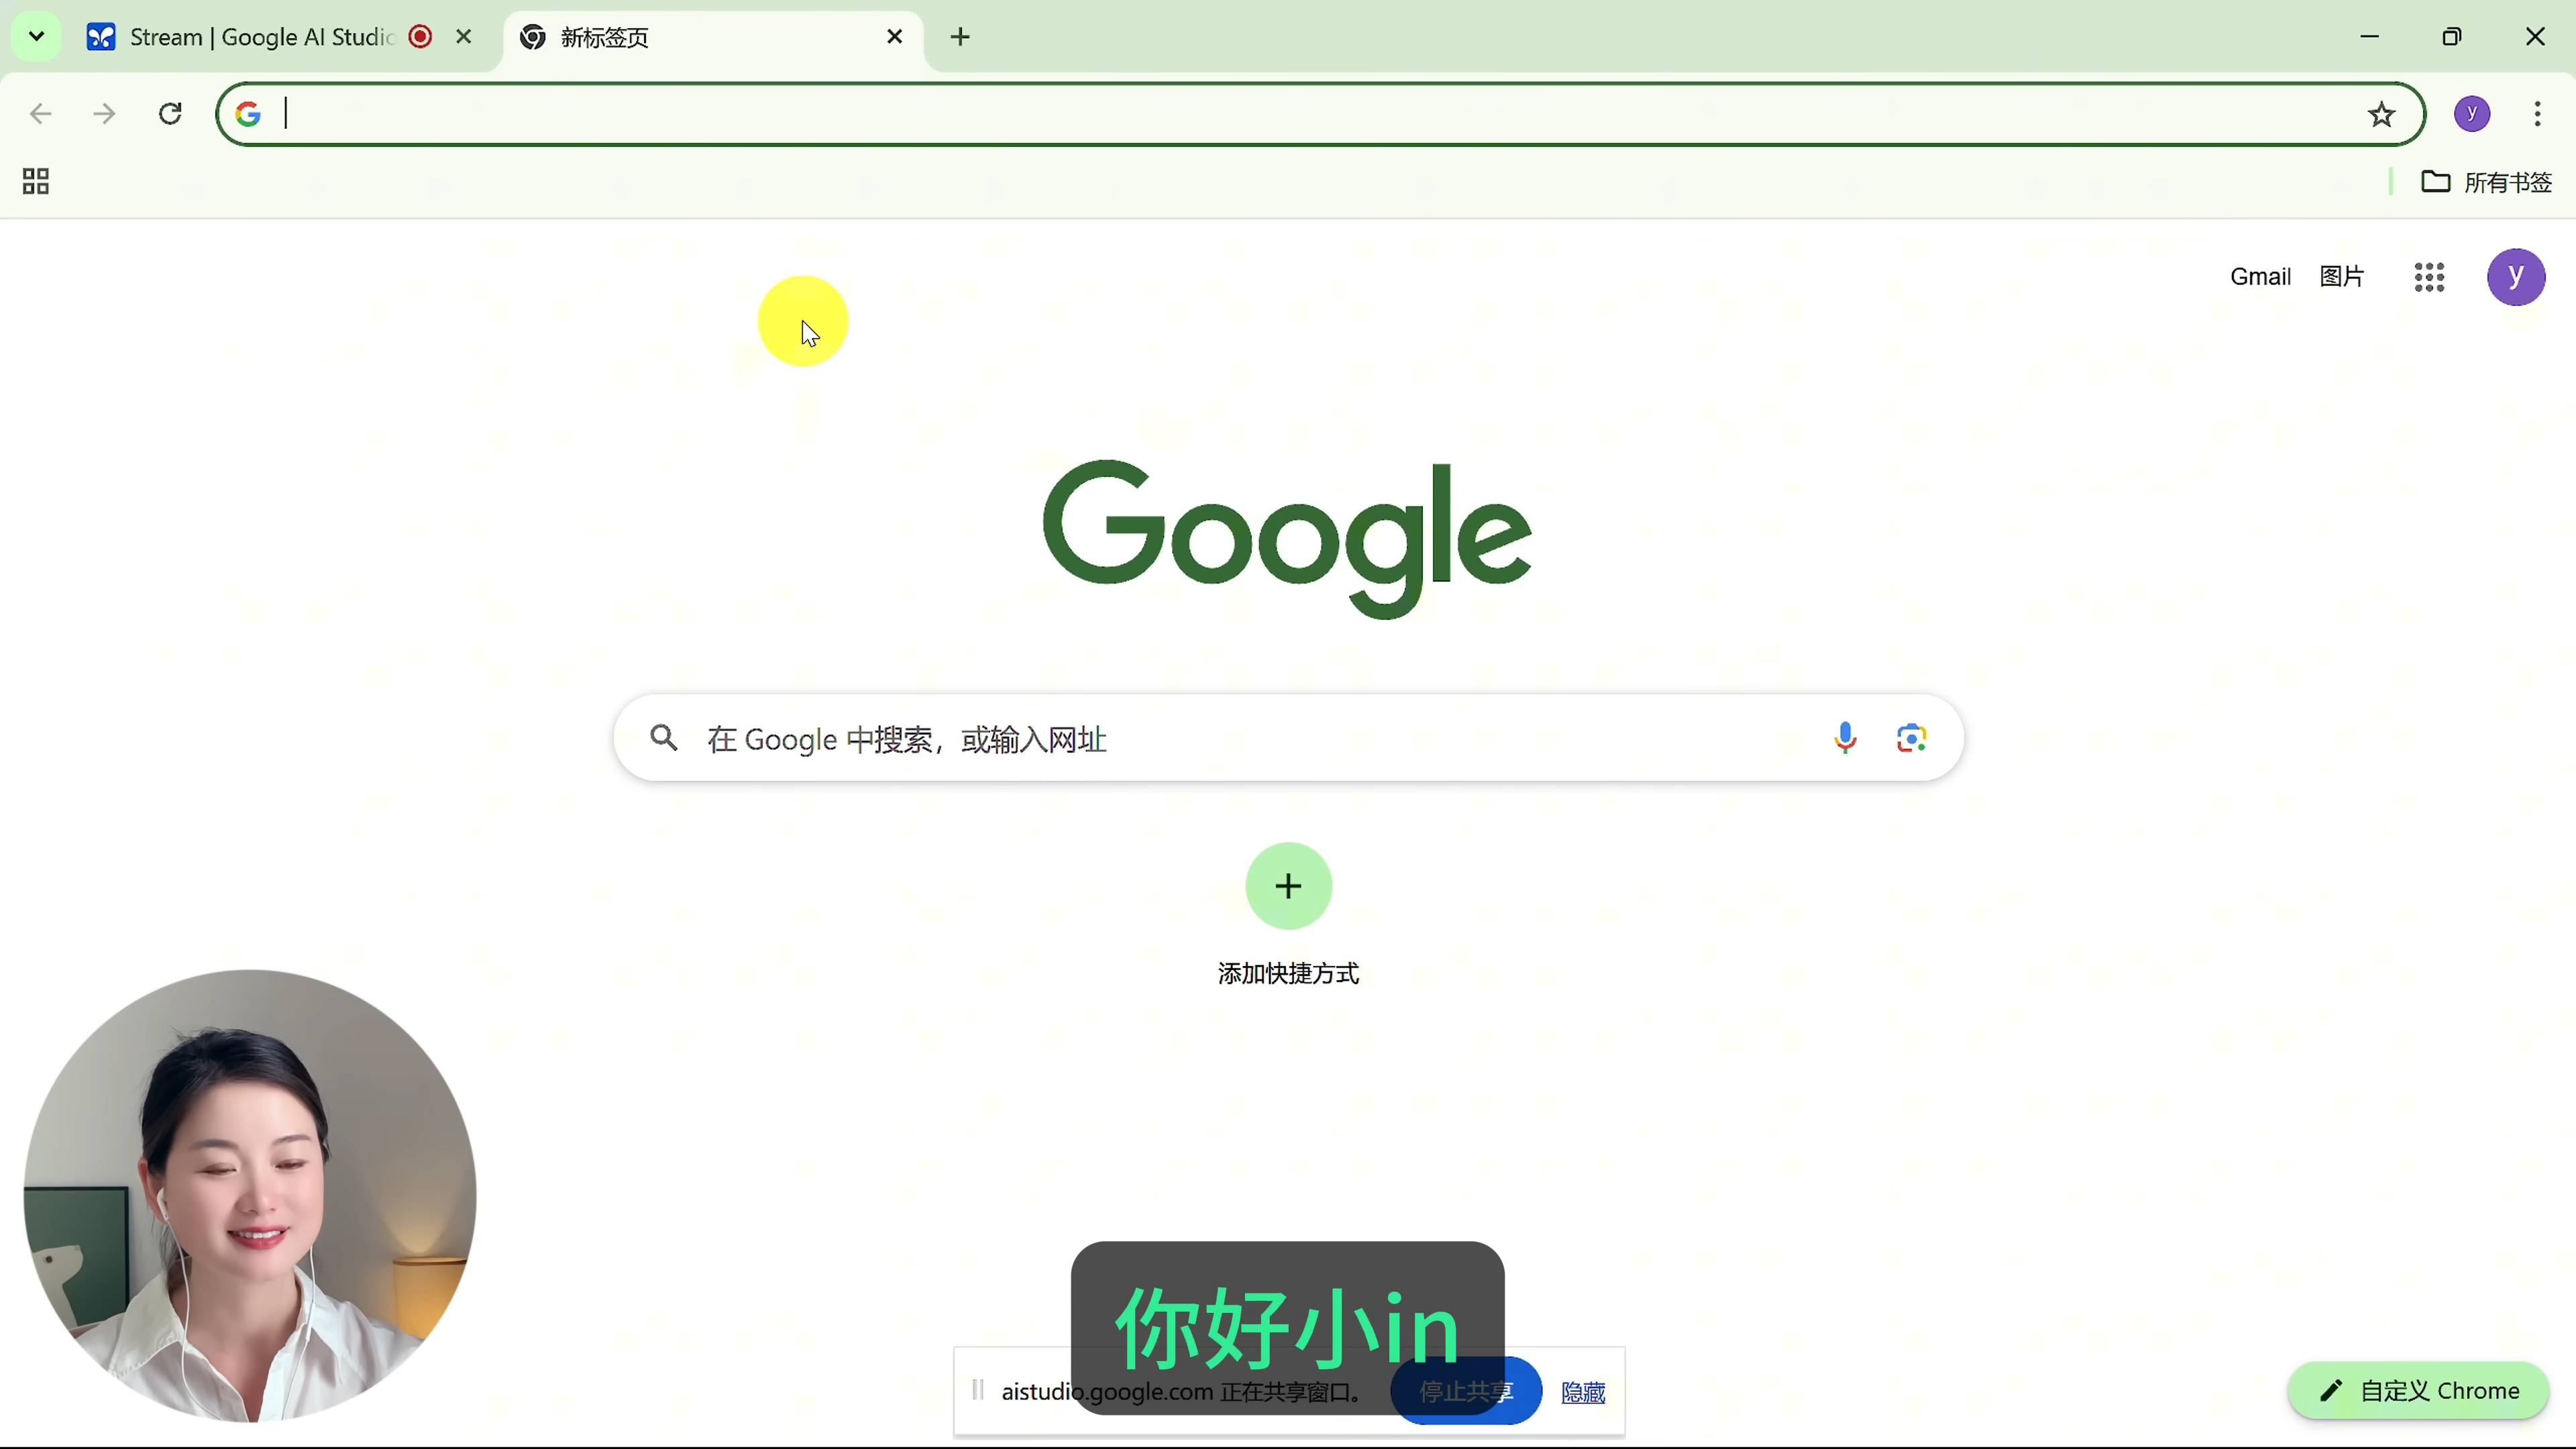 Stream | Google AI Studio
新标签页
y
所有书签
Gmail
图片
y
Google
在 Google 中搜索，或输入网址
添加快捷方式
你好小in
aistudio.google.com 正在共享窗口。
停止共享
隐藏
自定义 Chrome